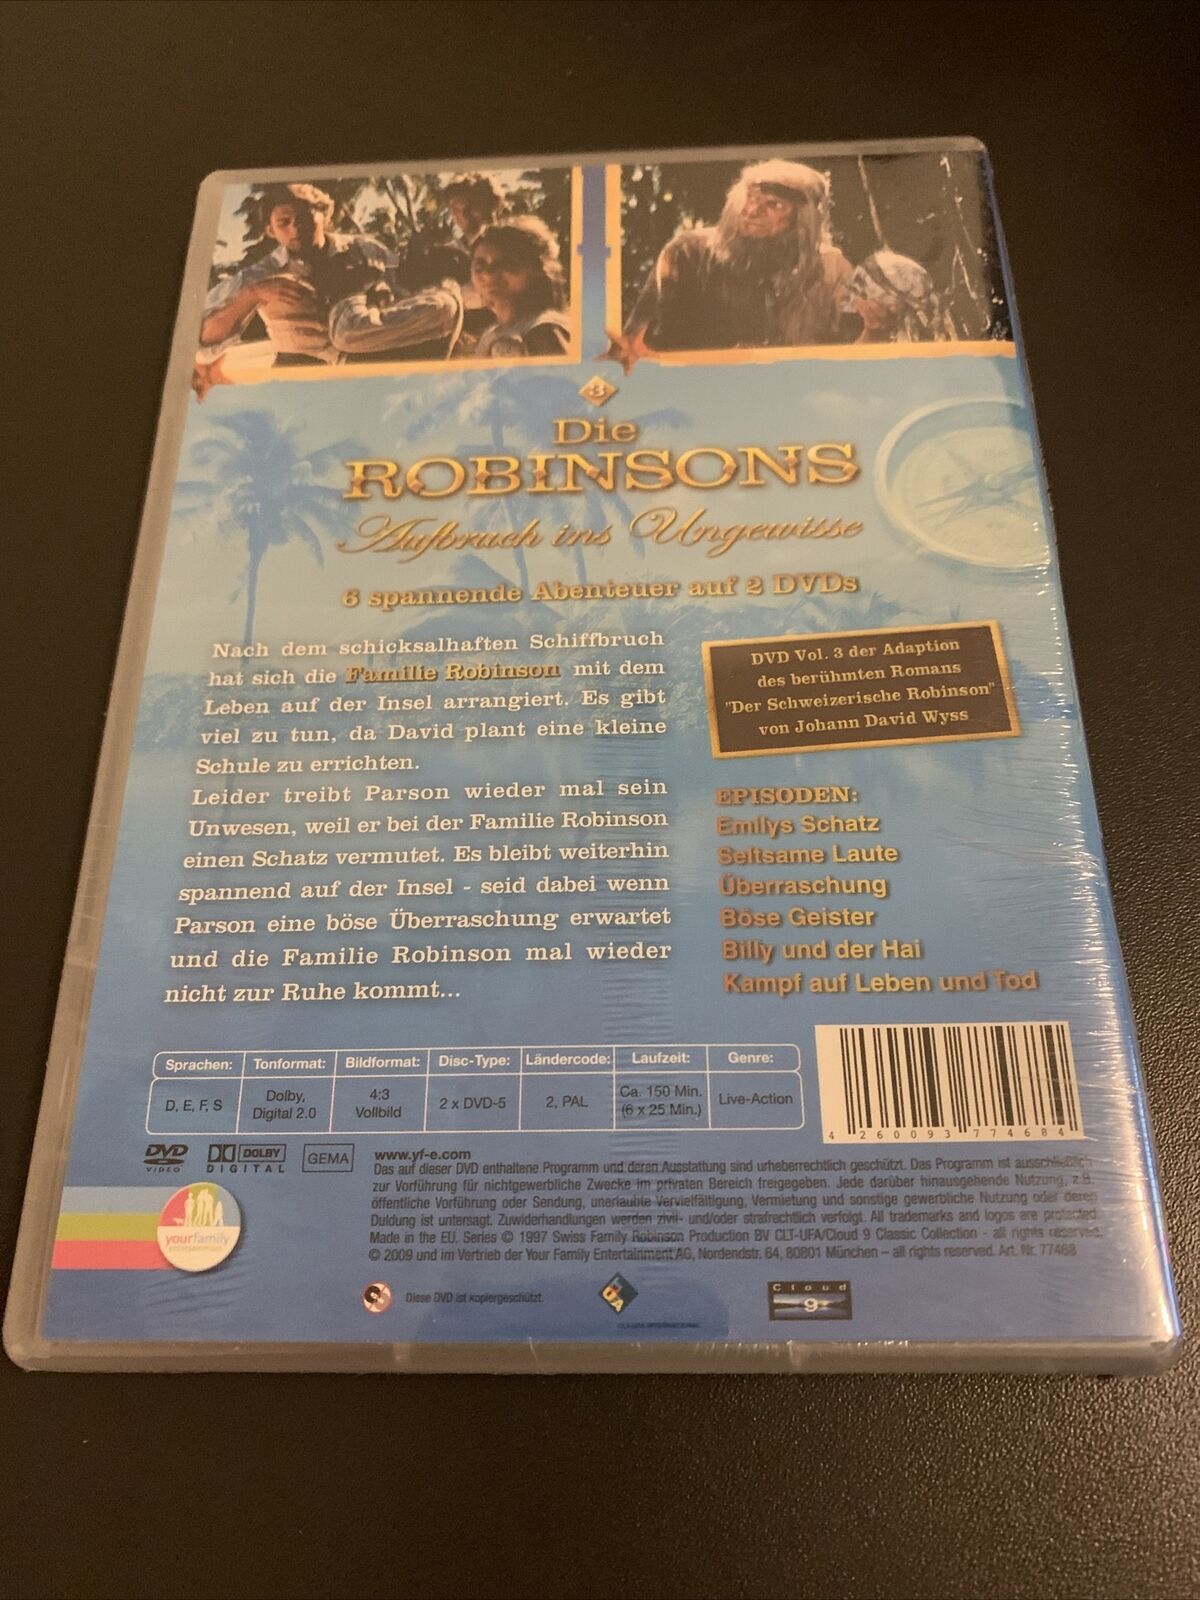 3
Die
ROBINSONS
Aufbruch ins Ungewisse
6 spannende Abenteuer auf 2 DVDs
Nach dem schicksalhaften Schiffbruch
hat sich die Familie Robinson mit dem
Leben auf der Insel arrangiert. Es gibt
viel zu tun, da David plant eine kleine
Schule zu errichten.
Leider treibt Parson wieder mal sein
Unwesen, weil er bei der Familie Robinson
einen Schatz vermutet. Es bleibt weiterhin
spannend auf der Insel - seid dabei wenn
Parson eine böse Überraschung erwartet
und die Familie Robinson mal wieder
nicht zur Ruhe kommt...
DVD Vol. 3 der Adaption
des berühmten Romans
"Der Schweizerische Robinson"
von Johann David Wyss
EPISODEN:
Emilys Schatz
Seltsame Laute
Überraschung
Böse Geister
Billy und der Hai
Kampf auf Leben und Tod
Sprachen: Tonformat: Bildformat: Disc-Type: Ländercode: Laufzeit: Genre:
D, E, F, S Dolby, Digital 2.0 4:3 Vollbild 2 x DVD-5 2, PAL Ca. 150 Min. (6 x 25 Min.) Live-Action
4 260093 774684
DVD VIDEO DOLBY DIGITAL GEMA
www.yf-e.com
Das auf dieser DVD enthaltene Programm und deren Ausstattung sind urheberrechtlich geschützt. Das Programm ist ausschließlich
zur Vorführung für nichtgewerbliche Zwecke im privaten Bereich freigegeben. Jede darüber hinausgehende Nutzung, z.B.
öffentliche Vorführung oder Sendung, unerlaubte Vervielfältigung, Vermietung und sonstige gewerbliche Nutzung oder deren
Duldung ist untersagt. Zuwiderhandlungen werden zivil- und/oder strafrechtlich verfolgt. All trademarks and logos are protected.
Made in the EU. Series © 1997 Swiss Family Robinson Production BV CLT-UFA/Cloud 9 Classic Collection - all rights reserved.
© 2009 und im Vertrieb der Your Family Entertainment AG, Nordendstr. 64, 80801 München – all rights reserved. Art. Nr. 77468
yourfamily
entertainment
Diese DVD ist kopiergeschützt.
UFA
CLT-UFA INTERNATIONAL
Cloud
9